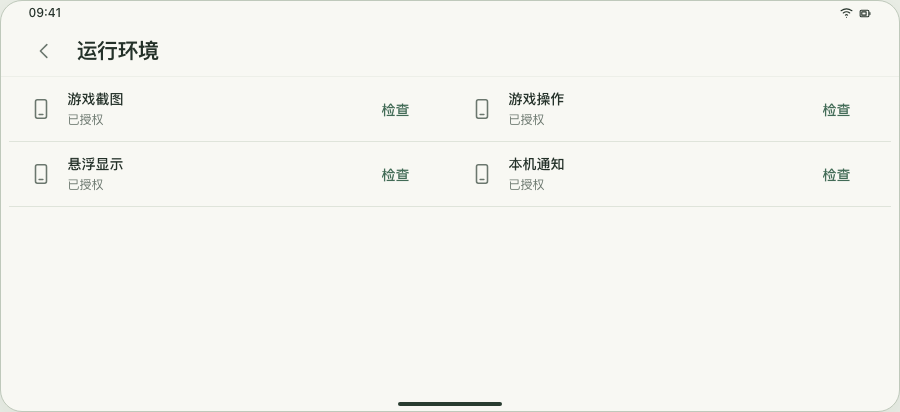 09:41
运行环境
游戏截图
已授权
检查
游戏操作
已授权
检查
悬浮显示
已授权
检查
本机通知
已授权
检查